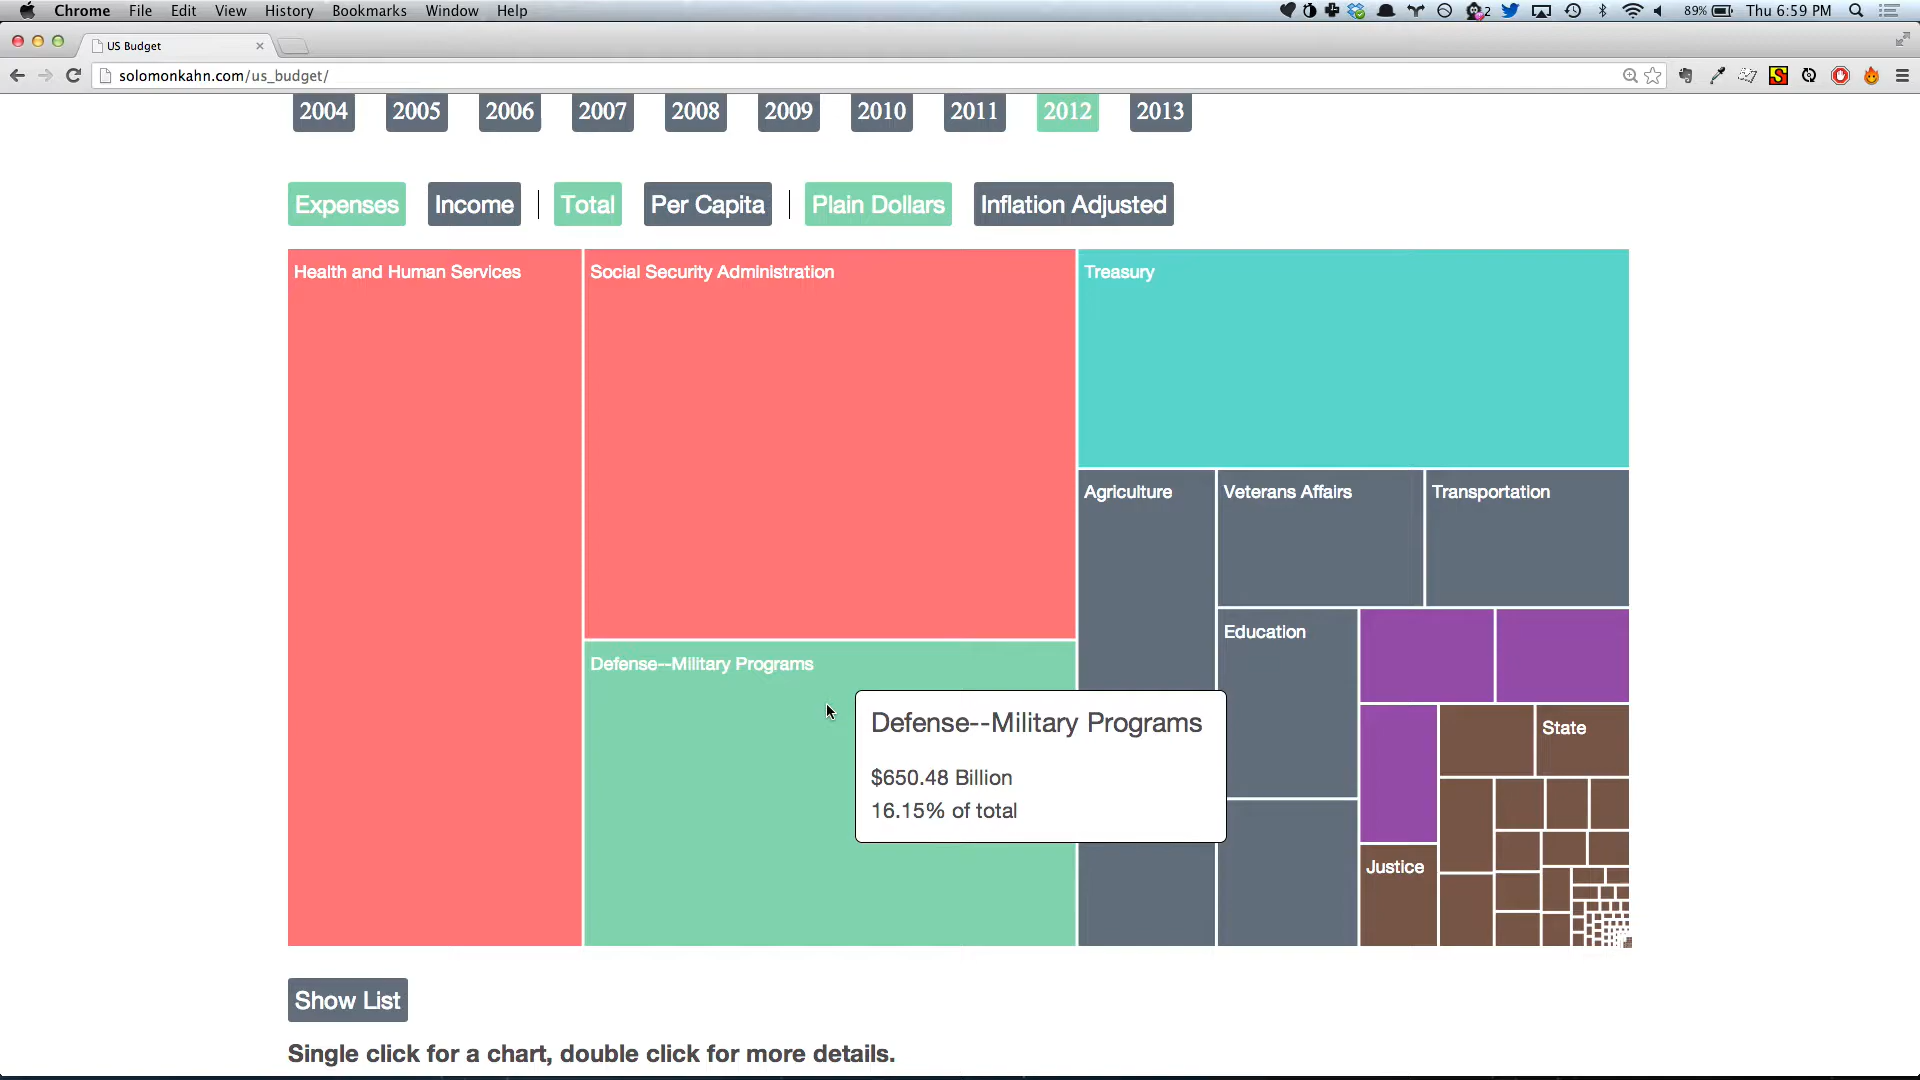 Chrome File Edit View History Bookmarks Window Help 2 89% Thu 6:59 PM
US Budget
solomonkahn.com/us_budget/
2004 2005 2006 2007 2008 2009 2010 2011 2012 2013
Expenses Income | Total Per Capita | Plain Dollars Inflation Adjusted
Health and Human Services Social Security Administration Treasury
Agriculture Veterans Affairs Transportation
Education
Defense--Military Programs
Defense--Military Programs
$650.48 Billion
16.15% of total
State
Justice
Show List
Single click for a chart, double click for more details.